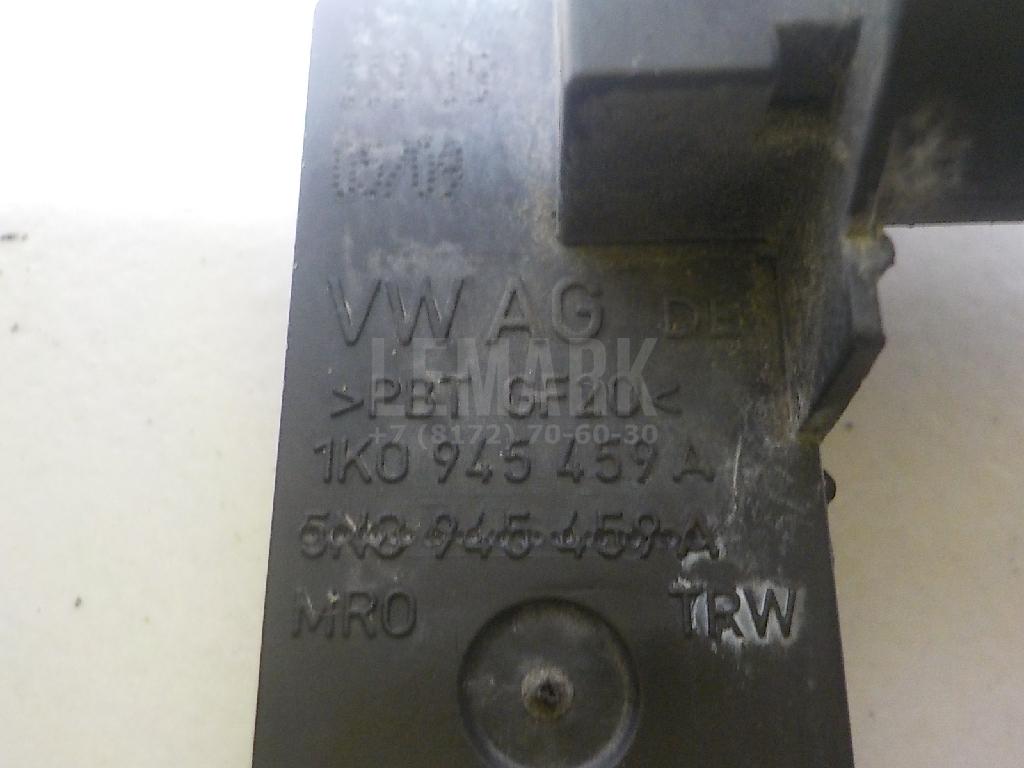 VW AG DE
LEMARK
>PBT GF20<
+7 (8172) 70-60-30
1K0 945 459 A
5N0 945 459 A
MRO TRW